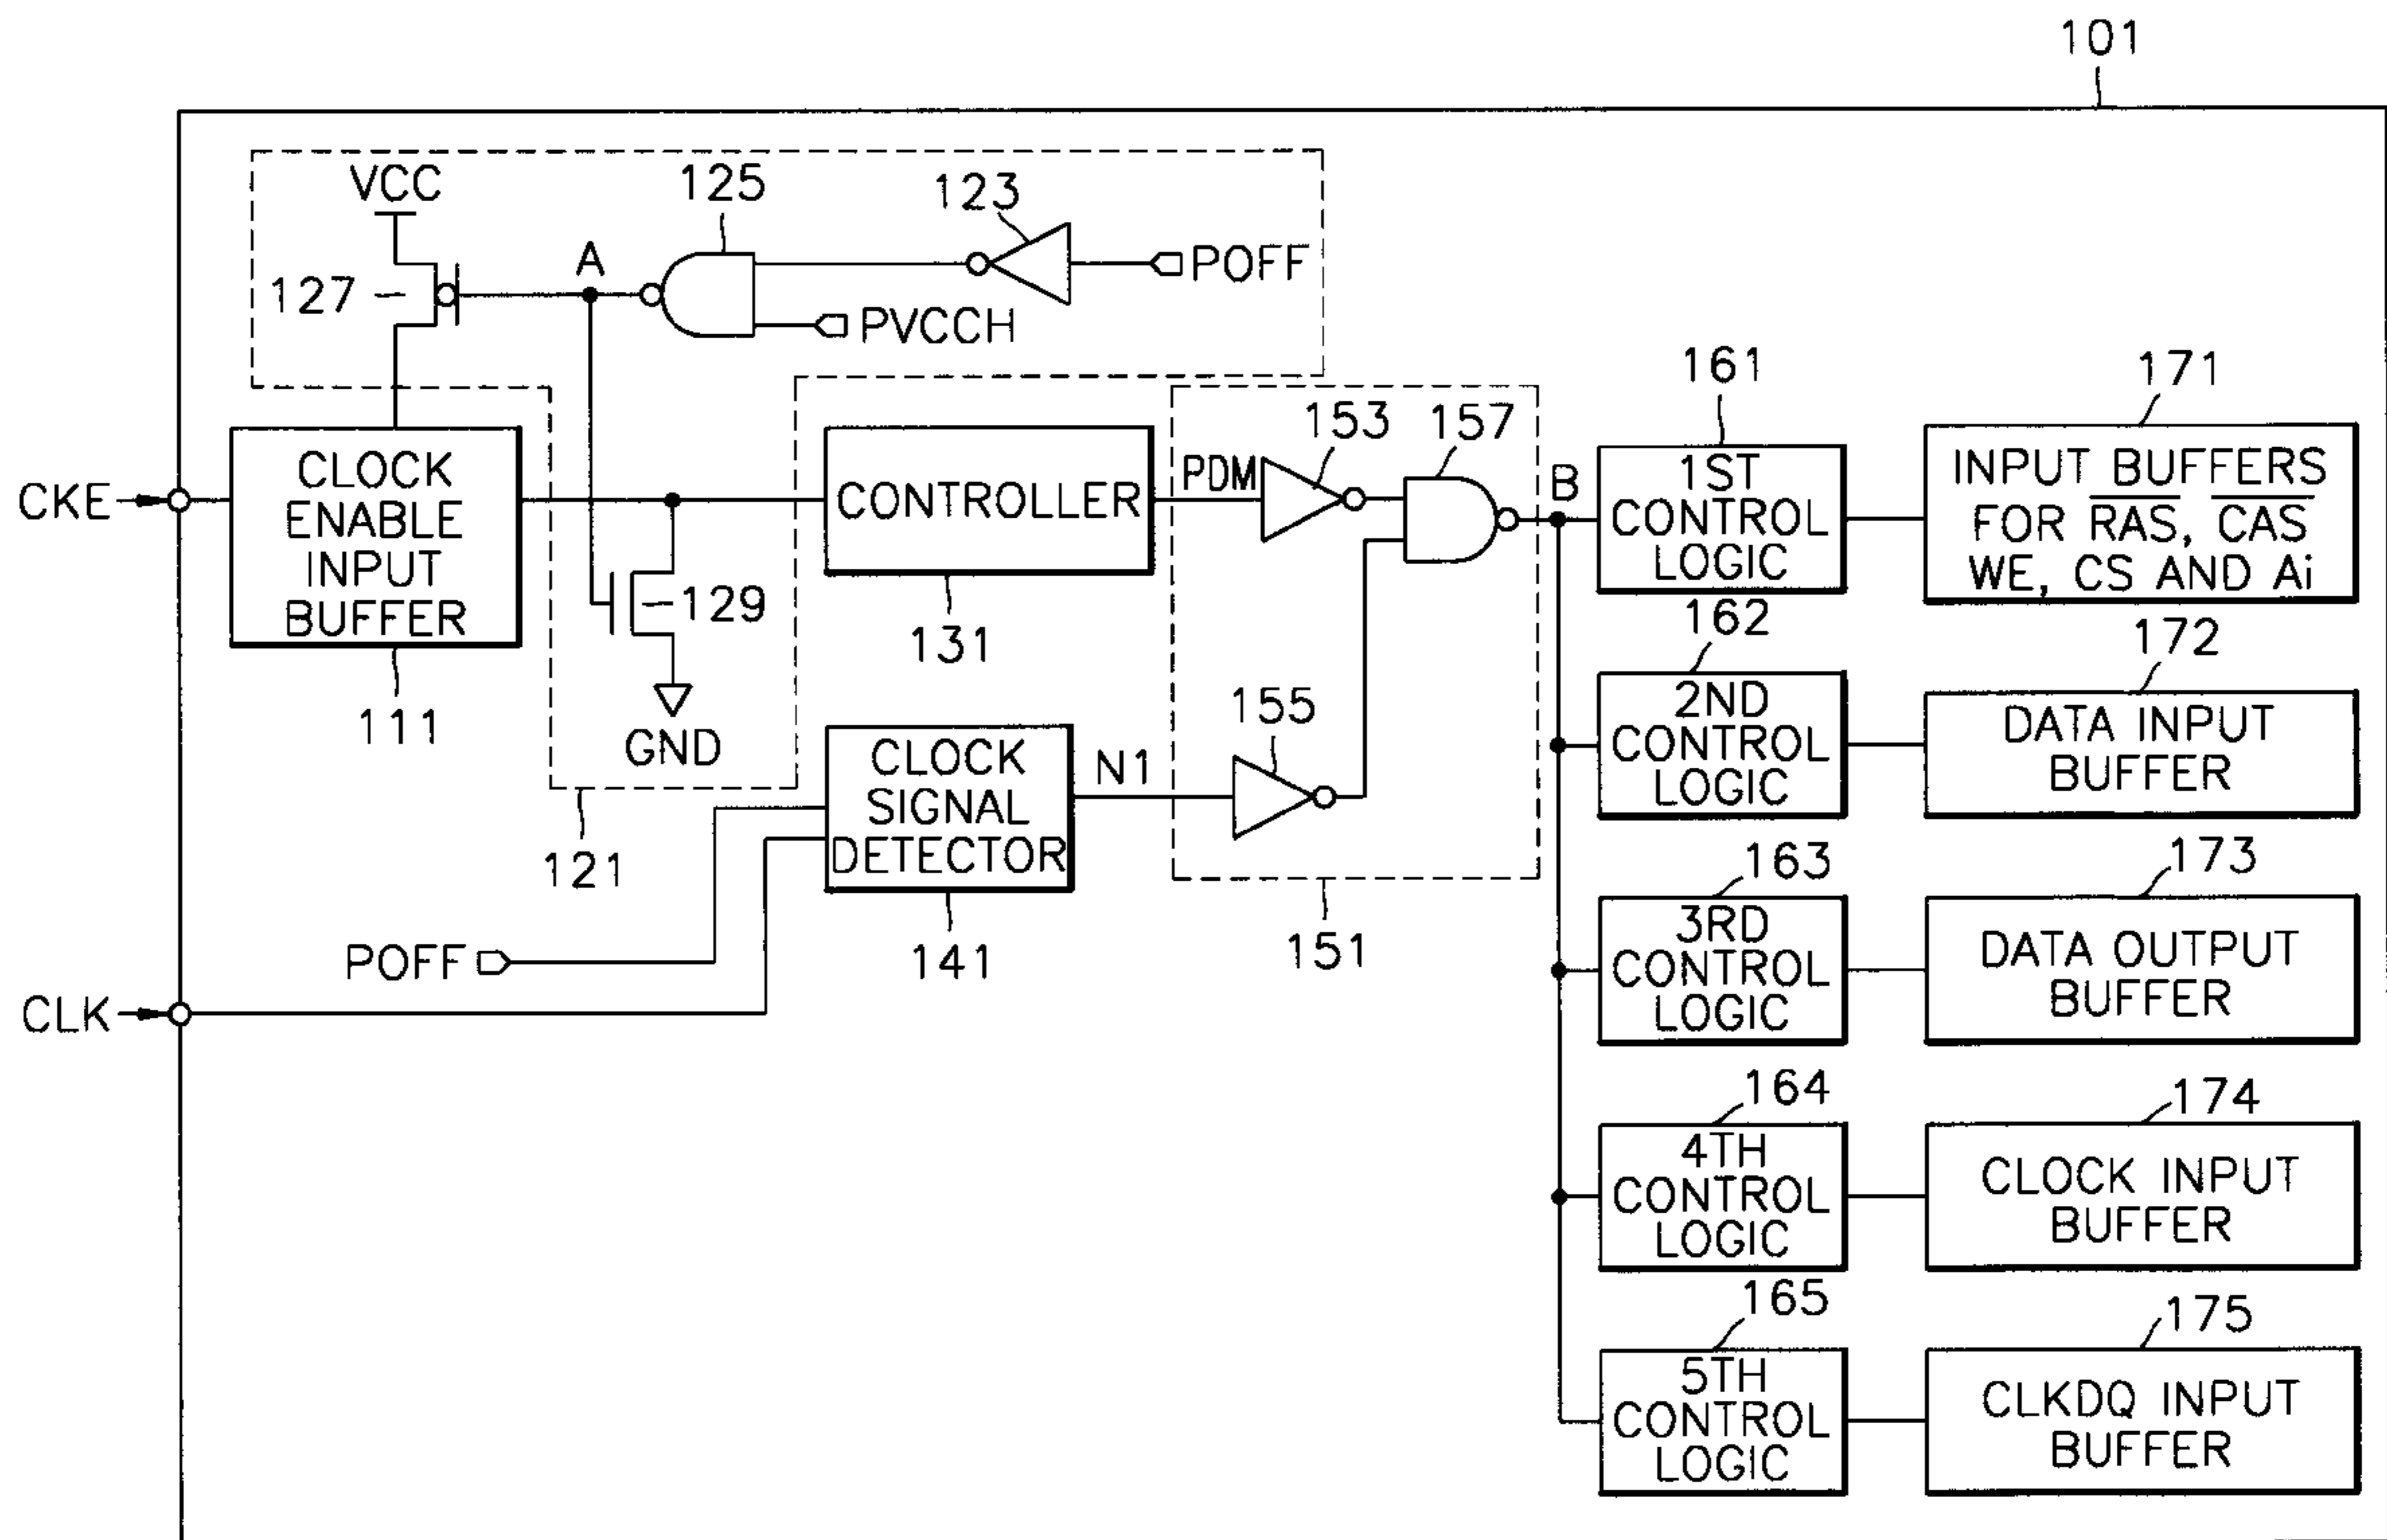 101
VCC
125
123
A
POFF
127
PVCCH
161
171
153
157
CLOCK
ENABLE
INPUT
BUFFER
CKE
CONTROLLER
PDM
B
1ST
CONTROL
LOGIC
INPUT BUFFERS
FOR RAS, CAS
WE, CS AND Ai
129
131
162
172
111
GND
155
2ND
CONTROL
LOGIC
DATA INPUT
BUFFER
CLOCK
SIGNAL
DETECTOR
N1
121
163
173
POFF
141
151
3RD
CONTROL
LOGIC
DATA OUTPUT
BUFFER
CLK
164
174
4TH
CONTROL
LOGIC
CLOCK INPUT
BUFFER
165
175
5TH
CONTROL
LOGIC
CLKDQ INPUT
BUFFER